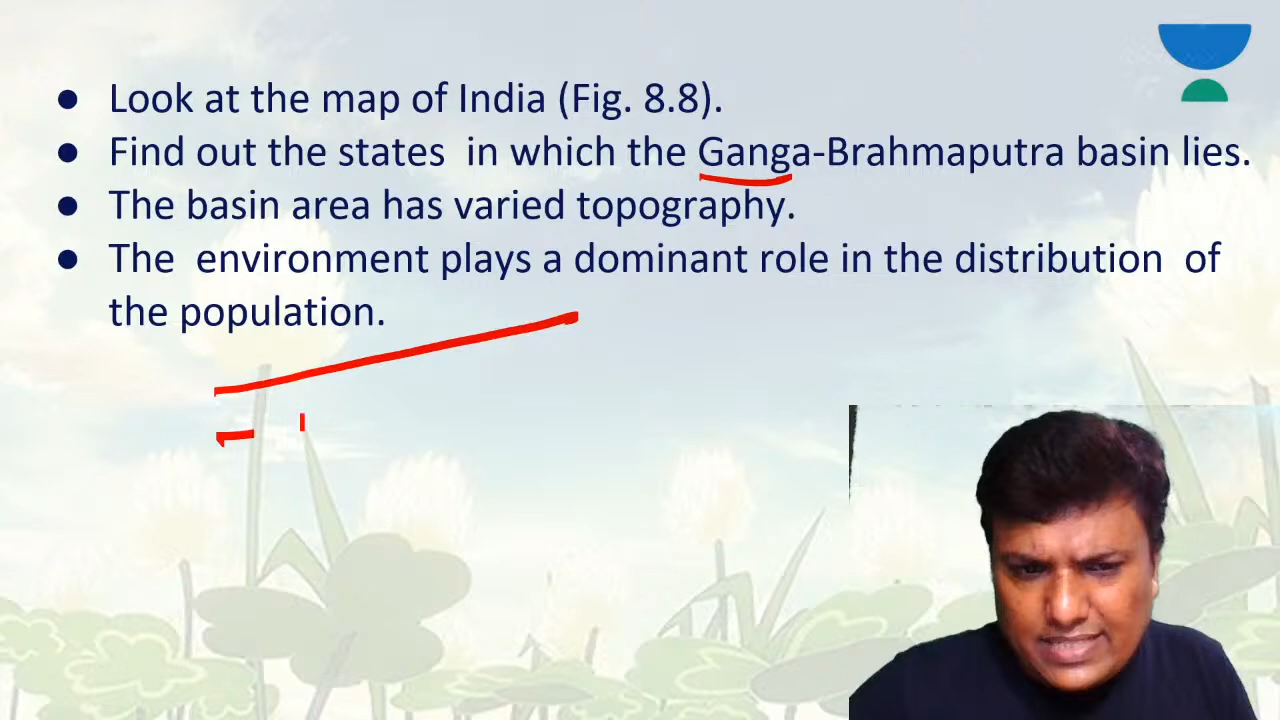 ● Look at the map of India (Fig. 8.8).
● Find out the states in which the Ganga-Brahmaputra basin lies.
● The basin area has varied topography.
● The environment plays a dominant role in the distribution of
the population.